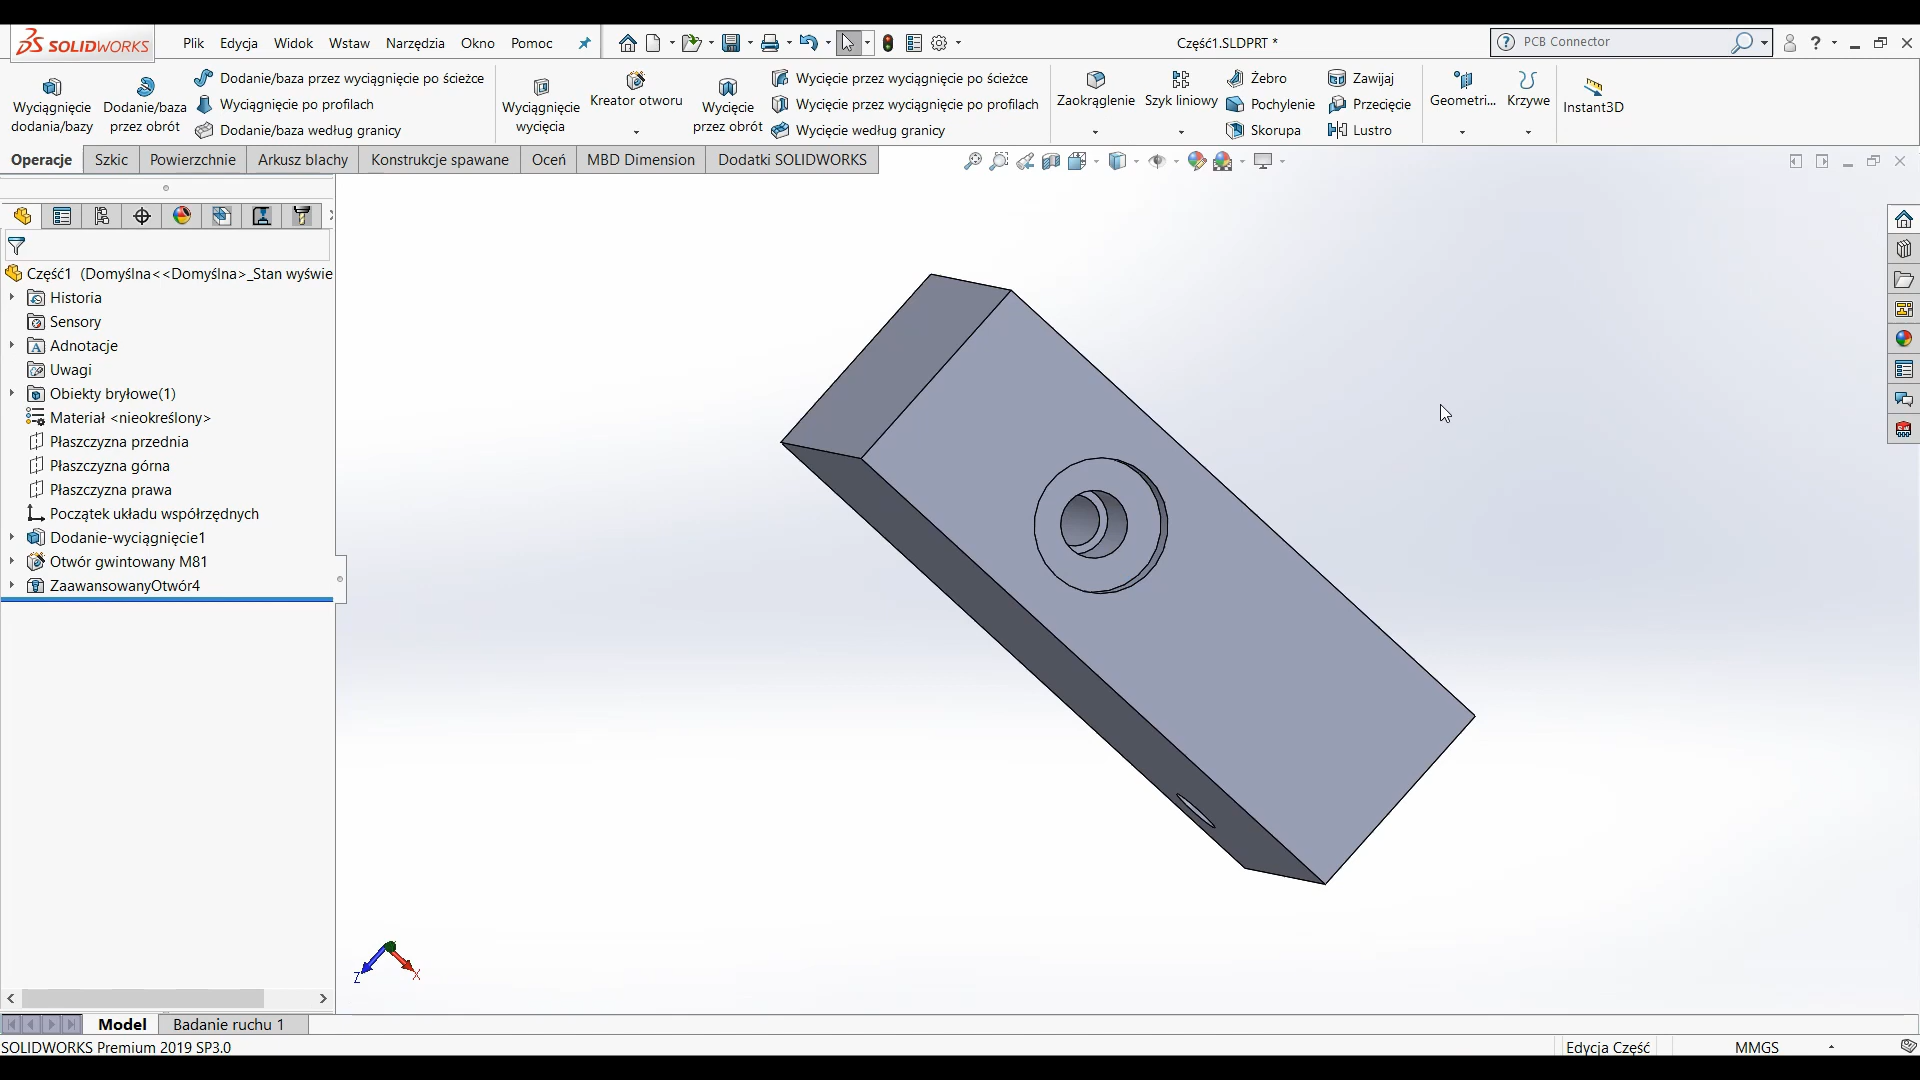 SOLIDWORKS
Plik Edycja Widok Wstaw Narzędzia Okno Pomoc
Część1.SLDPRT *
PCB Connector
?
Wyciągnięcie dodania/bazy
Dodanie/baza przez obrót
Dodanie/baza przez wyciągnięcie po ścieżce
Wyciągnięcie po profilach
Dodanie/baza według granicy
Wyciągnięcie wycięcia
Kreator otworu
Wycięcie przez obrót
Wycięcie przez wyciągnięcie po ścieżce
Wycięcie przez wyciągnięcie po profilach
Wycięcie według granicy
Zaokrąglenie
Szyk liniowy
Żebro
Pochylenie
Skorupa
Zawijaj
Przecięcie
Lustro
Geometri...
Krzywe
Instant3D
Operacje Szkic Powierzchnie Arkusz blachy Konstrukcje spawane Oceń MBD Dimension Dodatki SOLIDWORKS
Część1 (Domyślna<<Domyślna>_Stan wyświe
Historia
Sensory
Adnotacje
Uwagi
Obiekty bryłowe(1)
Materiał <nieokreślony>
Płaszczyzna przednia
Płaszczyzna górna
Płaszczyzna prawa
Początek układu współrzędnych
Dodanie-wyciągnięcie1
Otwór gwintowany M81
ZaawansowanyOtwór4
Z X
Model Badanie ruchu 1
SOLIDWORKS Premium 2019 SP3.0
Edycja Część MMGS